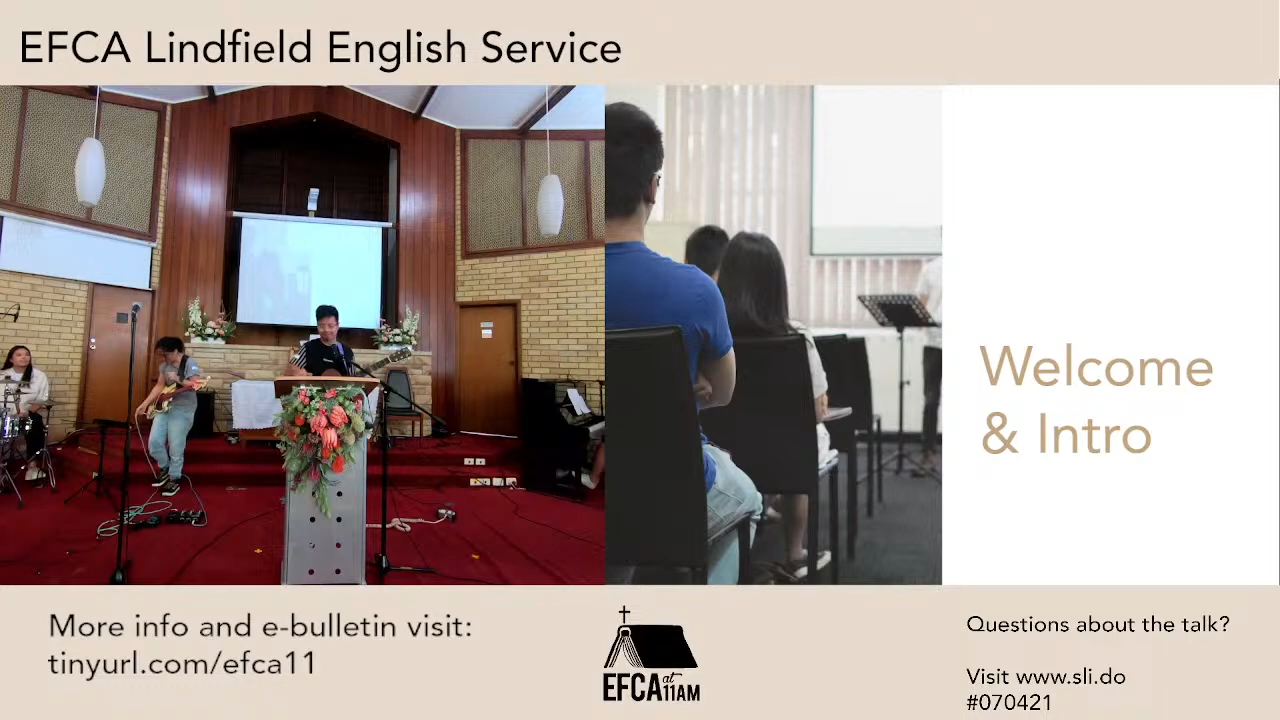 EFCA Lindfield English Service
Welcome
& Intro
More info and e-bulletin visit:
tinyurl.com/efca11
EFCA at 11AM
Questions about the talk?
Visit www.sli.do
#070421